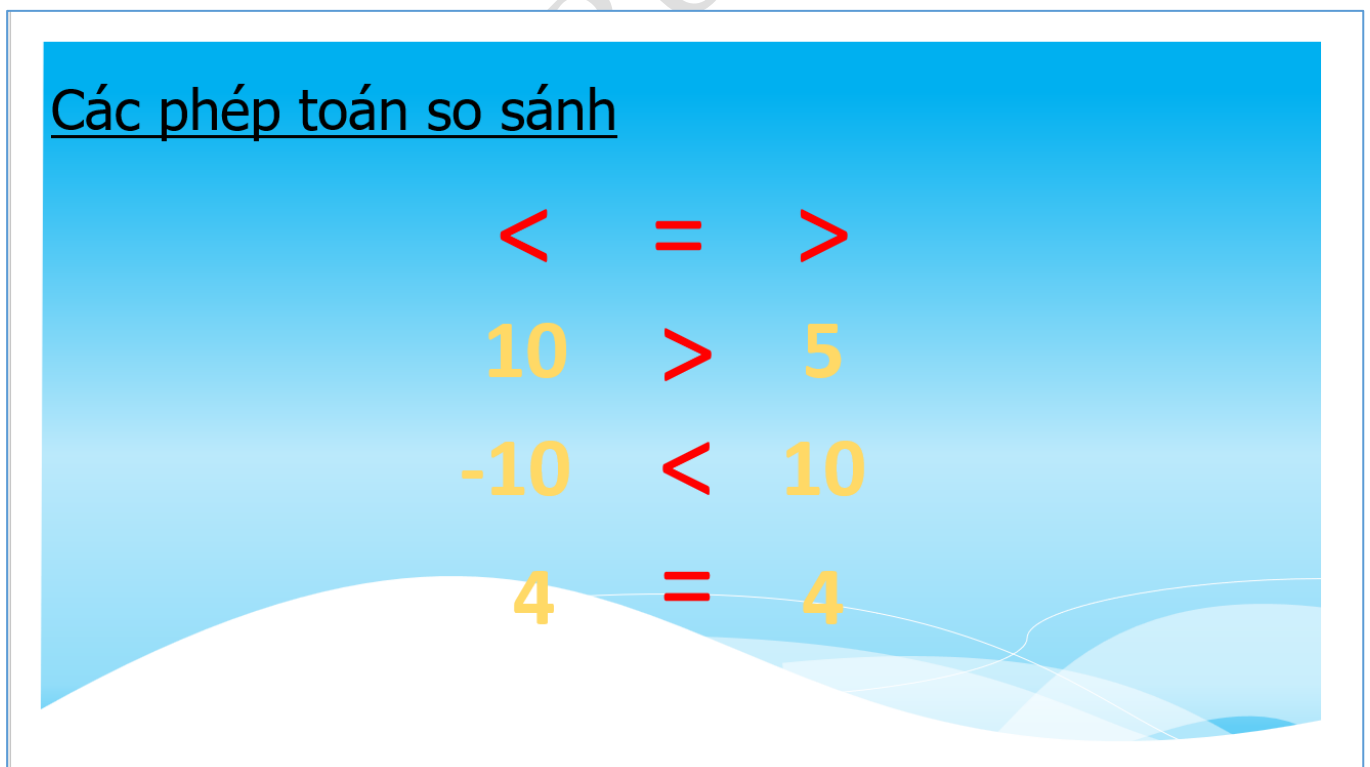 Các phép toán so sánh
< = >
10 > 5
-10 < 10
4 = 4